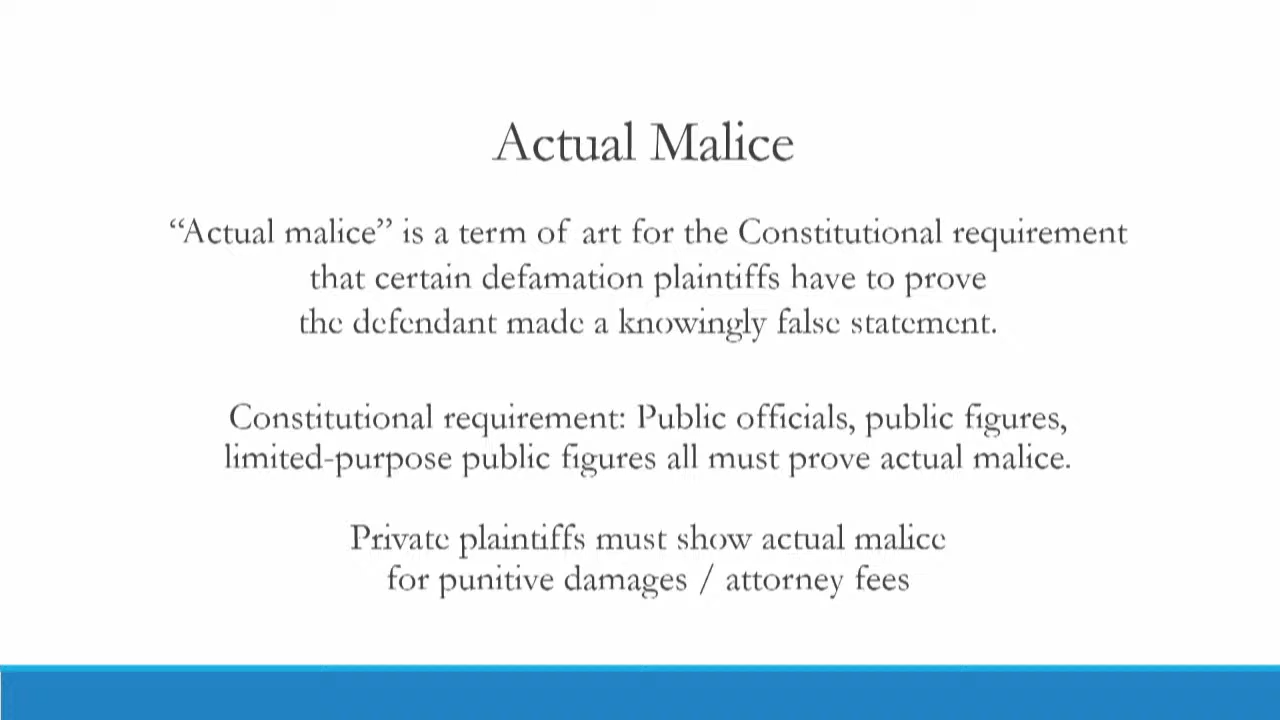 Actual Malice
“Actual malice” is a term of art for the Constitutional requirement
that certain defamation plaintiffs have to prove
the defendant made a knowingly false statement.
Constitutional requirement: Public officials, public figures,
limited-purpose public figures all must prove actual malice.
Private plaintiffs must show actual malice
for punitive damages / attorney fees